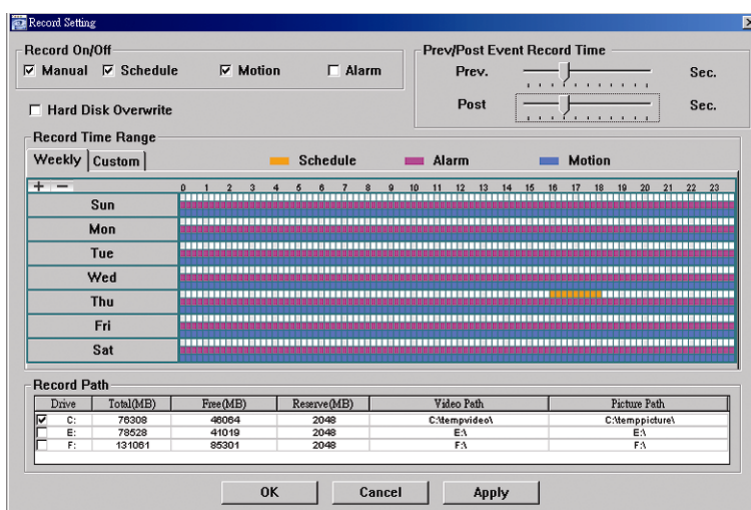 Record Setting
Record On/Off
Manual Schedule Motion Alarm
Prev/Post Event Record Time
Prev. Sec.
Post Sec.
Hard Disk Overwrite
Record Time Range
Weekly Custom
Schedule Alarm Motion
+ − 0 1 2 3 4 5 6 7 8 9 10 11 12 13 14 15 16 17 18 19 20 21 22 23
Sun
Mon
Tue
Wed
Thu
Fri
Sat
Record Path
Drive Total(MB) Free(MB) Reserve(MB) Video Path Picture Path
C: 76308 46064 2048 C:\tempvideo\ C:\temppicture\
E: 78528 41019 2048 E:\ E:\
F: 131061 85301 2048 F:\ F:\
OK Cancel Apply